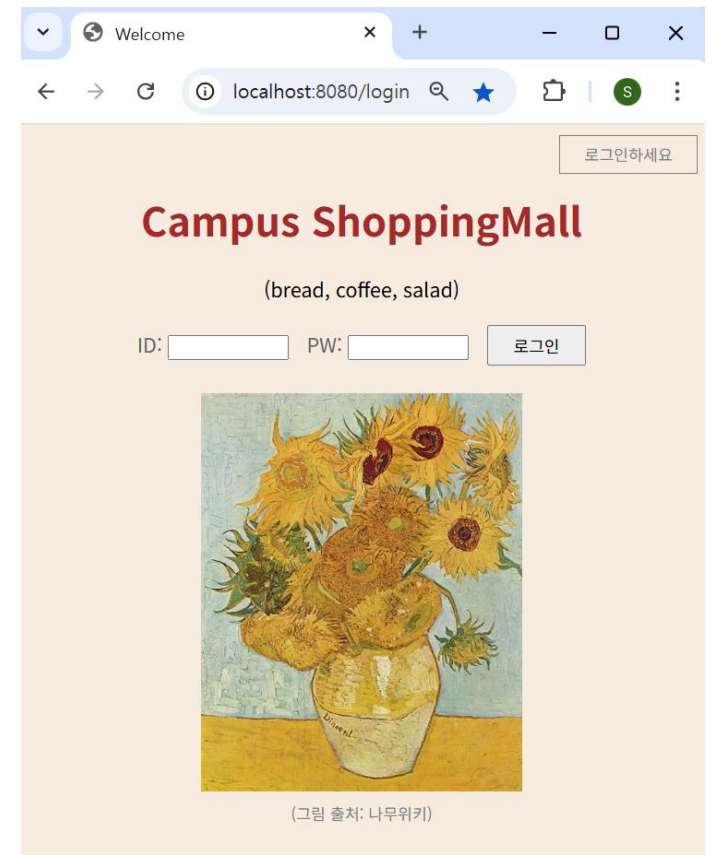 Welcome
localhost:8080/login
S
로그인하세요
Campus ShoppingMall
(bread, coffee, salad)
ID: PW: 로그인
Vincent
(그림 출처: 나무위키)